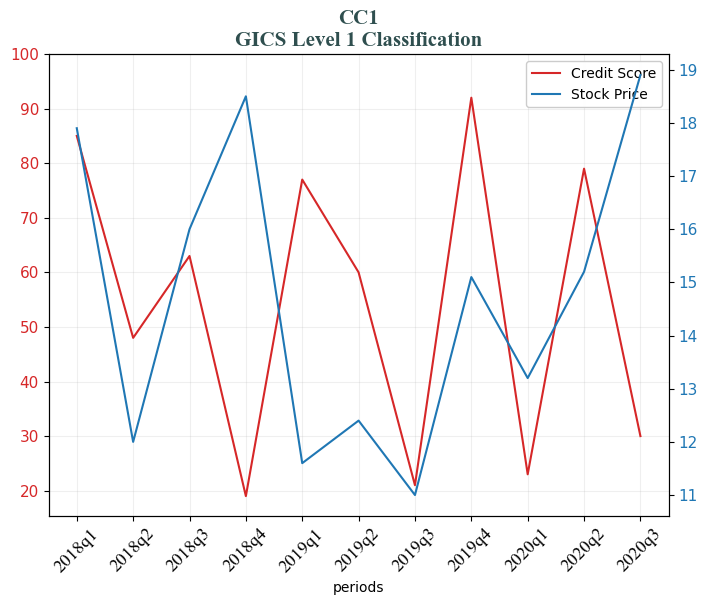 CC1
GICS Level 1 Classification
Credit Score
Stock Price
100
90
80
70
60
50
40
30
20
19
18
17
16
15
14
13
12
11
2018q1
2018q2
2018q3
2018q4
2019q1
2019q2
2019q3
2019q4
2020q1
2020q2
2020q3
periods